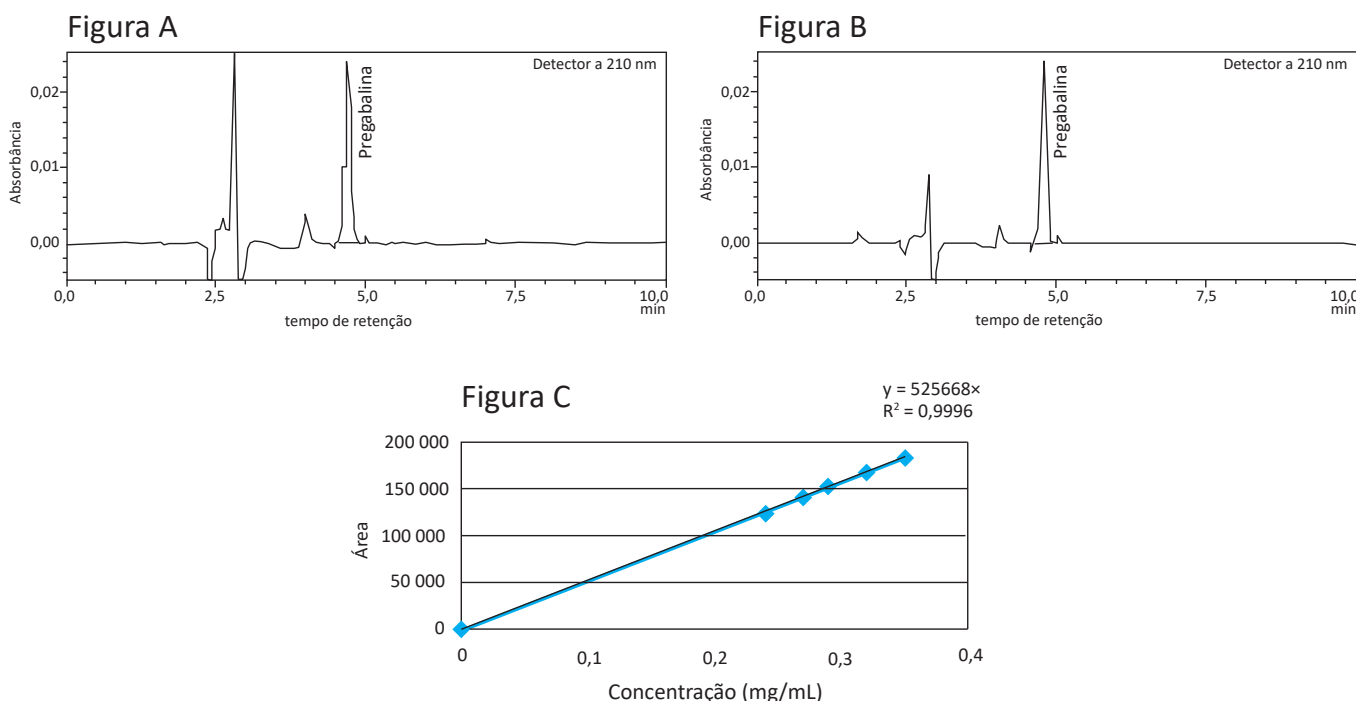 Figura A
Detector a 210 nm
Pregabalina
Absorbância
0,02
0,01
0,00
0,0
2,5
5,0
7,5
10,0
min
tempo de retenção
Figura B
Detector a 210 nm
Pregabalina
Absorbância
0,02
0,01
0,00
0,0
2,5
5,0
7,5
10,0
min
tempo de retenção
Figura C
y = 525668×
R² = 0,9996
Área
200 000
150 000
100 000
50 000
0
0
0,1
0,2
0,3
0,4
Concentração (mg/mL)